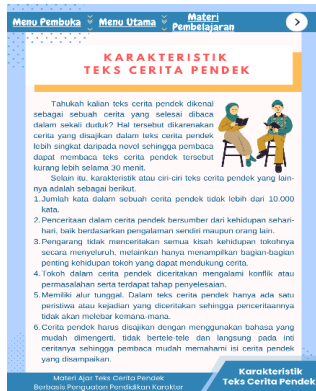 Menu Pembuka
Menu Utama
Materi
Pembelajaran
KARAKTERISTIK
TEKS CERITA PENDEK
Tahukah kalian teks cerita pendek dikenal
sebagai sebuah cerita yang selesai dibaca
dalam sekali duduk? Hal tersebut dikarenakan
cerita yang disajikan dalam teks cerita pendek
lebih singkat daripada novel sehingga pembaca
dapat membaca teks cerita pendek tersebut
kurang lebih selama 30 menit.
Selain itu, karakteristik atau ciri-ciri teks cerita pendek yang lain-
nya adalah sebagai berikut.
1. Jumlah kata dalam sebuah cerita pendek tidak lebih dari 10.000
kata.
2. Penceritaan dalam cerita pendek bersumber dari kehidupan sehari-
hari, baik berdasarkan pengalaman sendiri maupun orang lain.
3. Pengarang tidak menceritakan semua kisah kehidupan tokohnya
secara menyeluruh, melainkan hanya menampilkan bagian-bagian
penting kehidupan tokoh yang dapat mendukung cerita.
4. Tokoh dalam cerita pendek diceritakan mengalami konflik atau
permasalahan serta terdapat tahap penyelesaian.
5. Memiliki alur tunggal. Dalam teks cerita pendek hanya ada satu
peristiwa atau kejadian yang diceritakan sehingga penceritaannya
tidak akan melebar kemana-mana.
6. Cerita pendek harus disajikan dengan menggunakan bahasa yang
mudah dimengerti, tidak bertele-tele dan langsung pada inti
ceritanya sehingga pembaca mudah memahami isi cerita pendek
yang disampaikan.
Materi Ajar Teks Cerita Pendek
Berbasis Penguatan Pendidikan Karaktor
Karakteristik
Teks Cerita Pendek